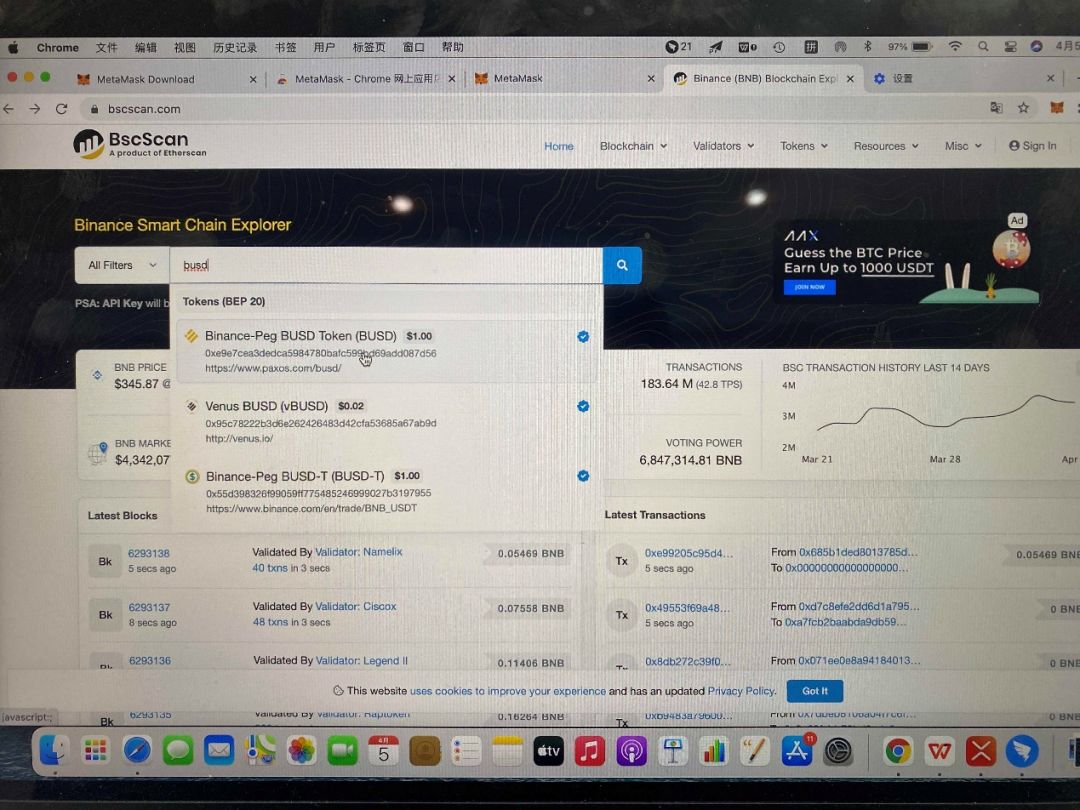 Chrome 文件 编辑 视图 历史记录 书签 用户 标签页 窗口 帮助 21 拼 97% 4月5
MetaMask Download
MetaMask - Chrome 网上应用
MetaMask
Binance (BNB) Blockchain Expl
设置
bscscan.com
BscScan
A product of Etherscan
Home Blockchain Validators Tokens Resources Misc Sign In
Binance Smart Chain Explorer
All Filters busd
PSA: API Key will b
Ad
AAX
Guess the BTC Price
Earn Up to 1000 USDT
JOIN NOW
Tokens (BEP 20)
Binance-Peg BUSD Token (BUSD) $1.00
0xe9e7cea3dedca5984780bafc599bd69add087d56
https://www.paxos.com/busd/
Venus BUSD (vBUSD) $0.02
0x95c78222b3d6e262426483d42cfa53685a67ab9d
http://venus.io/
Binance-Peg BUSD-T (BUSD-T) $1.00
0x55d398326f99059ff775485246999027b3197955
https://www.binance.com/en/trade/BNB_USDT
BNB PRICE
$345.87 @
BNB MARKE
$4,342,07
TRANSACTIONS
183.64 M (42.8 TPS)
VOTING POWER
6,847,314.81 BNB
BSC TRANSACTION HISTORY LAST 14 DAYS
4M
3M
2M
Mar 21 Mar 28 Apr
Latest Blocks
Bk 6293138 Validated By Validator: Namelix 0.05469 BNB
5 secs ago 40 txns in 3 secs
Bk 6293137 Validated By Validator: Ciscox 0.07558 BNB
8 secs ago 48 txns in 3 secs
6293136 Validated By Validator: Legend II 0.11406 BNB
Bk 6293135 Validated By Validator: Raptoken 0.16264 BNB
Latest Transactions
Tx 0xe99205c95d4... From 0x685b1ded8013785d... 0.05469 BNB
5 secs ago To 0x00000000000000000...
Tx 0x49553f69a48... From 0xd7c8efe2dd6d1a795... 0 BNB
5 secs ago To 0xa7fcb2baabda9db59...
0x8db272c39f0... From 0x071ee0e8a94184013... 0 BNB
Tx
This website uses cookies to improve your experience and has an updated Privacy Policy. Got It
javascript:;
4月
5
tv
11